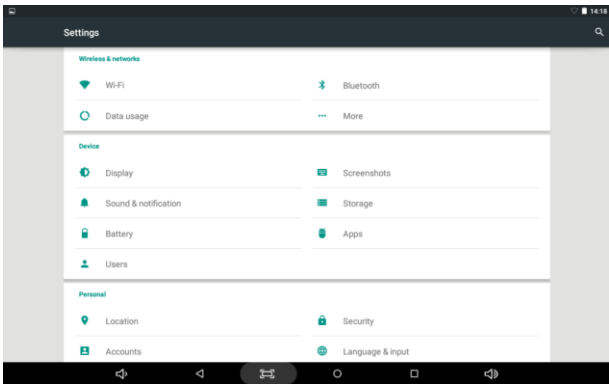 14:18
Settings
Wireless & networks
Wi-Fi
Bluetooth
Data usage
More
Device
Display
Screenshots
Sound & notification
Storage
Battery
Apps
Users
Personal
Location
Security
Accounts
Language & input